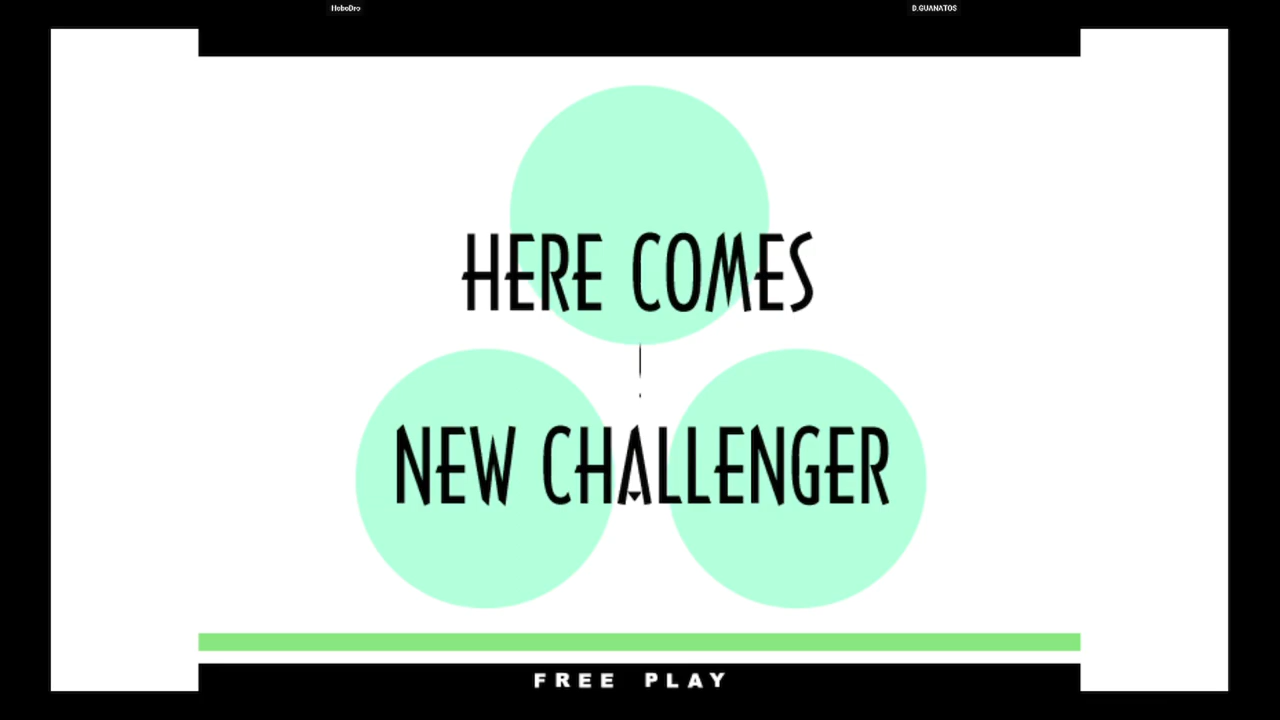 HoboDro D.GUANATOS
HERE COMES
NEW CHALLENGER
FREE PLAY